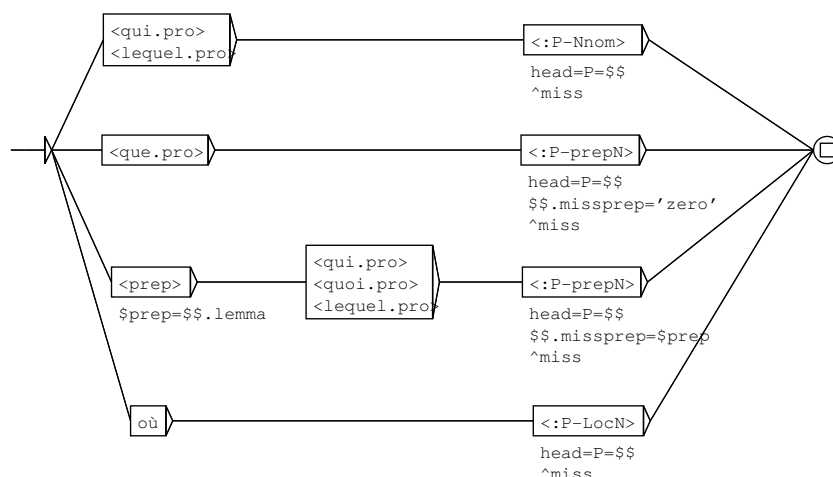 <qui.pro>
<lequel.pro>
<:P-Nnom>
head=P=$$
^miss
<que.pro>
<:P-prepN>
head=P=$$
$$.missprep='zero'
^miss
<prep>
$prep=$$.lemma
<qui.pro>
<quoi.pro>
<lequel.pro>
<:P-prepN>
head=P=$$
$$.missprep=$prep
^miss
où
<:P-LocN>
head=P=$$
^miss